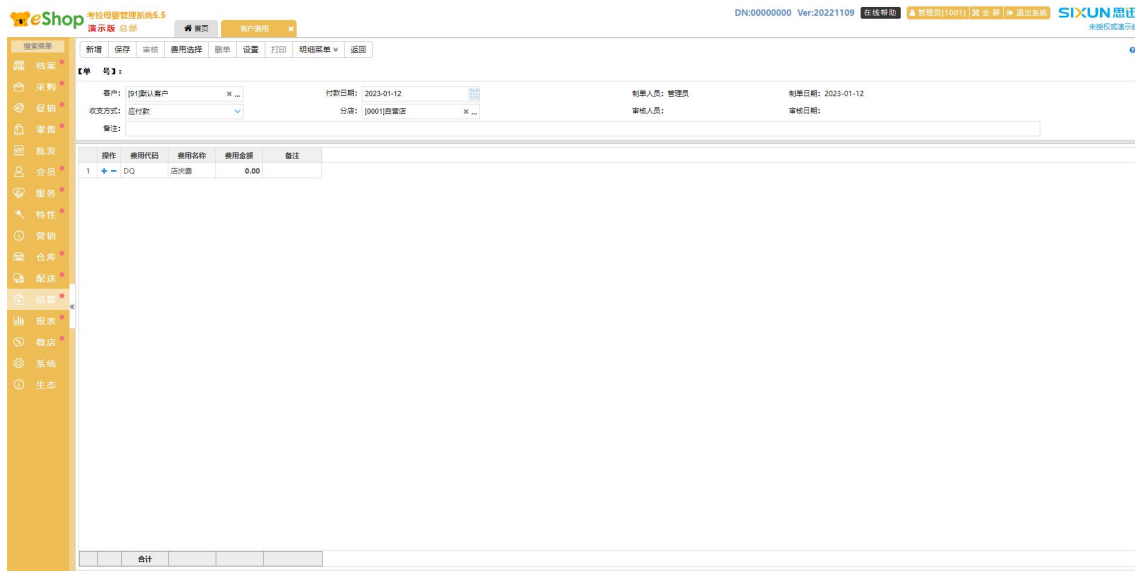 eShop 考拉母婴管理系统6.5
演示版 总部
首页
客户费用
DN:00000000 Ver:20221109 在线帮助 管理员[1001] 全 屏 退出系统 SIXUN 思迅
未授权或演示版
搜索菜单
新增 保存 审核 费用选择 删单 设置 打印 明细菜单 返回
【单 号】:
客户: [91]默认客户 ...
付款日期: 2023-01-12
制单人员: 管理员
制单日期: 2023-01-12
收支方式: 应付款
分店: [0001]自营店 ...
审核人员:
审核日期:
备注:
操作 费用代码 费用名称 费用金额 备注
1 + - DQ 店庆费 0.00
合计
档案
采购
促销
零售
批发
会员
服务
特性
营销
仓库
配送
结算
报表
微店
系统
生态